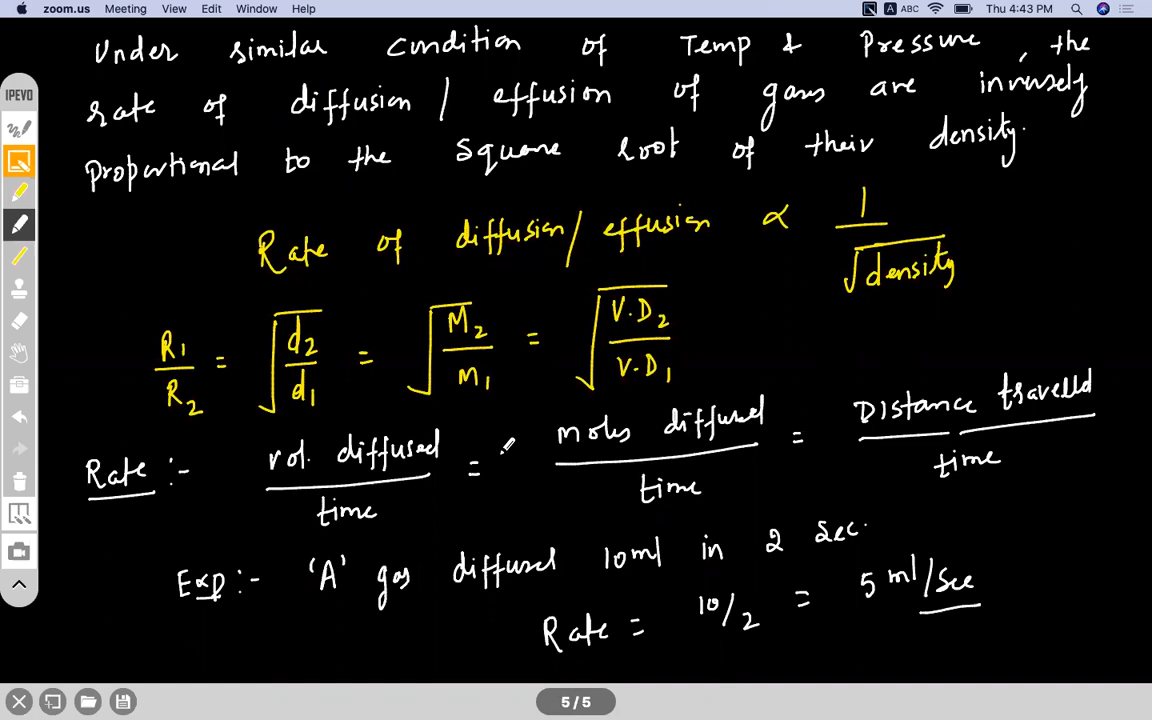 zoom.us Meeting View Edit Window Help A ABC Thu 4:43 PM
IPEVO
Under similar condition of Temp & Pressure, the
rate of diffusion / effusion of gases are inversely
proportional to the square root of their density.
Rate of diffusion / effusion ∝ 1/√density
R1/R2 = √(d2/d1) = √(M2/M1) = √(V.D2/V.D1)
Rate :- vol. diffused/time = moles diffused/time = Distance travelled/time
Exp :- 'A' gas diffused 10ml in 2 Sec.
Rate = 10/2 = 5 ml/Sec
5/5